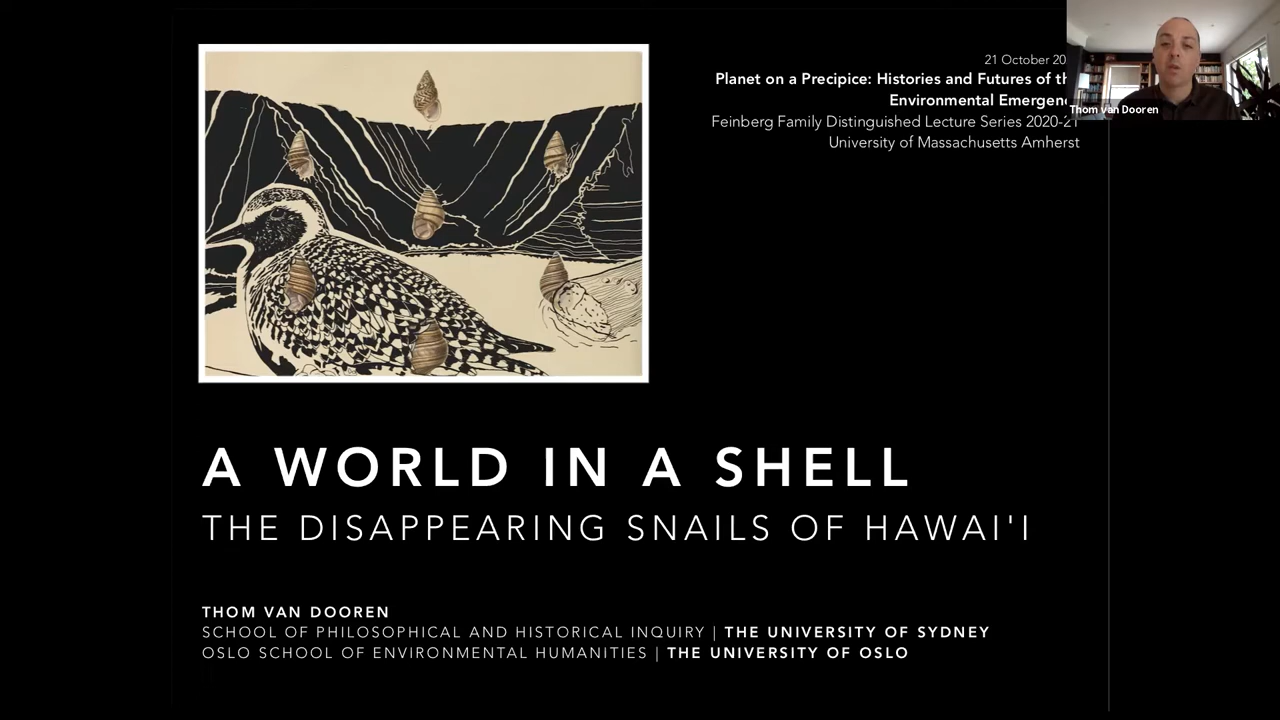 21 October 20
Planet on a Precipice: Histories and Futures of th
Environmental Emergenc
Feinberg Family Distinguished Lecture Series 2020-21
University of Massachusetts Amherst
Thom van Dooren
A WORLD IN A SHELL
THE DISAPPEARING SNAILS OF HAWAI'I
THOM VAN DOOREN
SCHOOL OF PHILOSOPHICAL AND HISTORICAL INQUIRY | THE UNIVERSITY OF SYDNEY
OSLO SCHOOL OF ENVIRONMENTAL HUMANITIES | THE UNIVERSITY OF OSLO